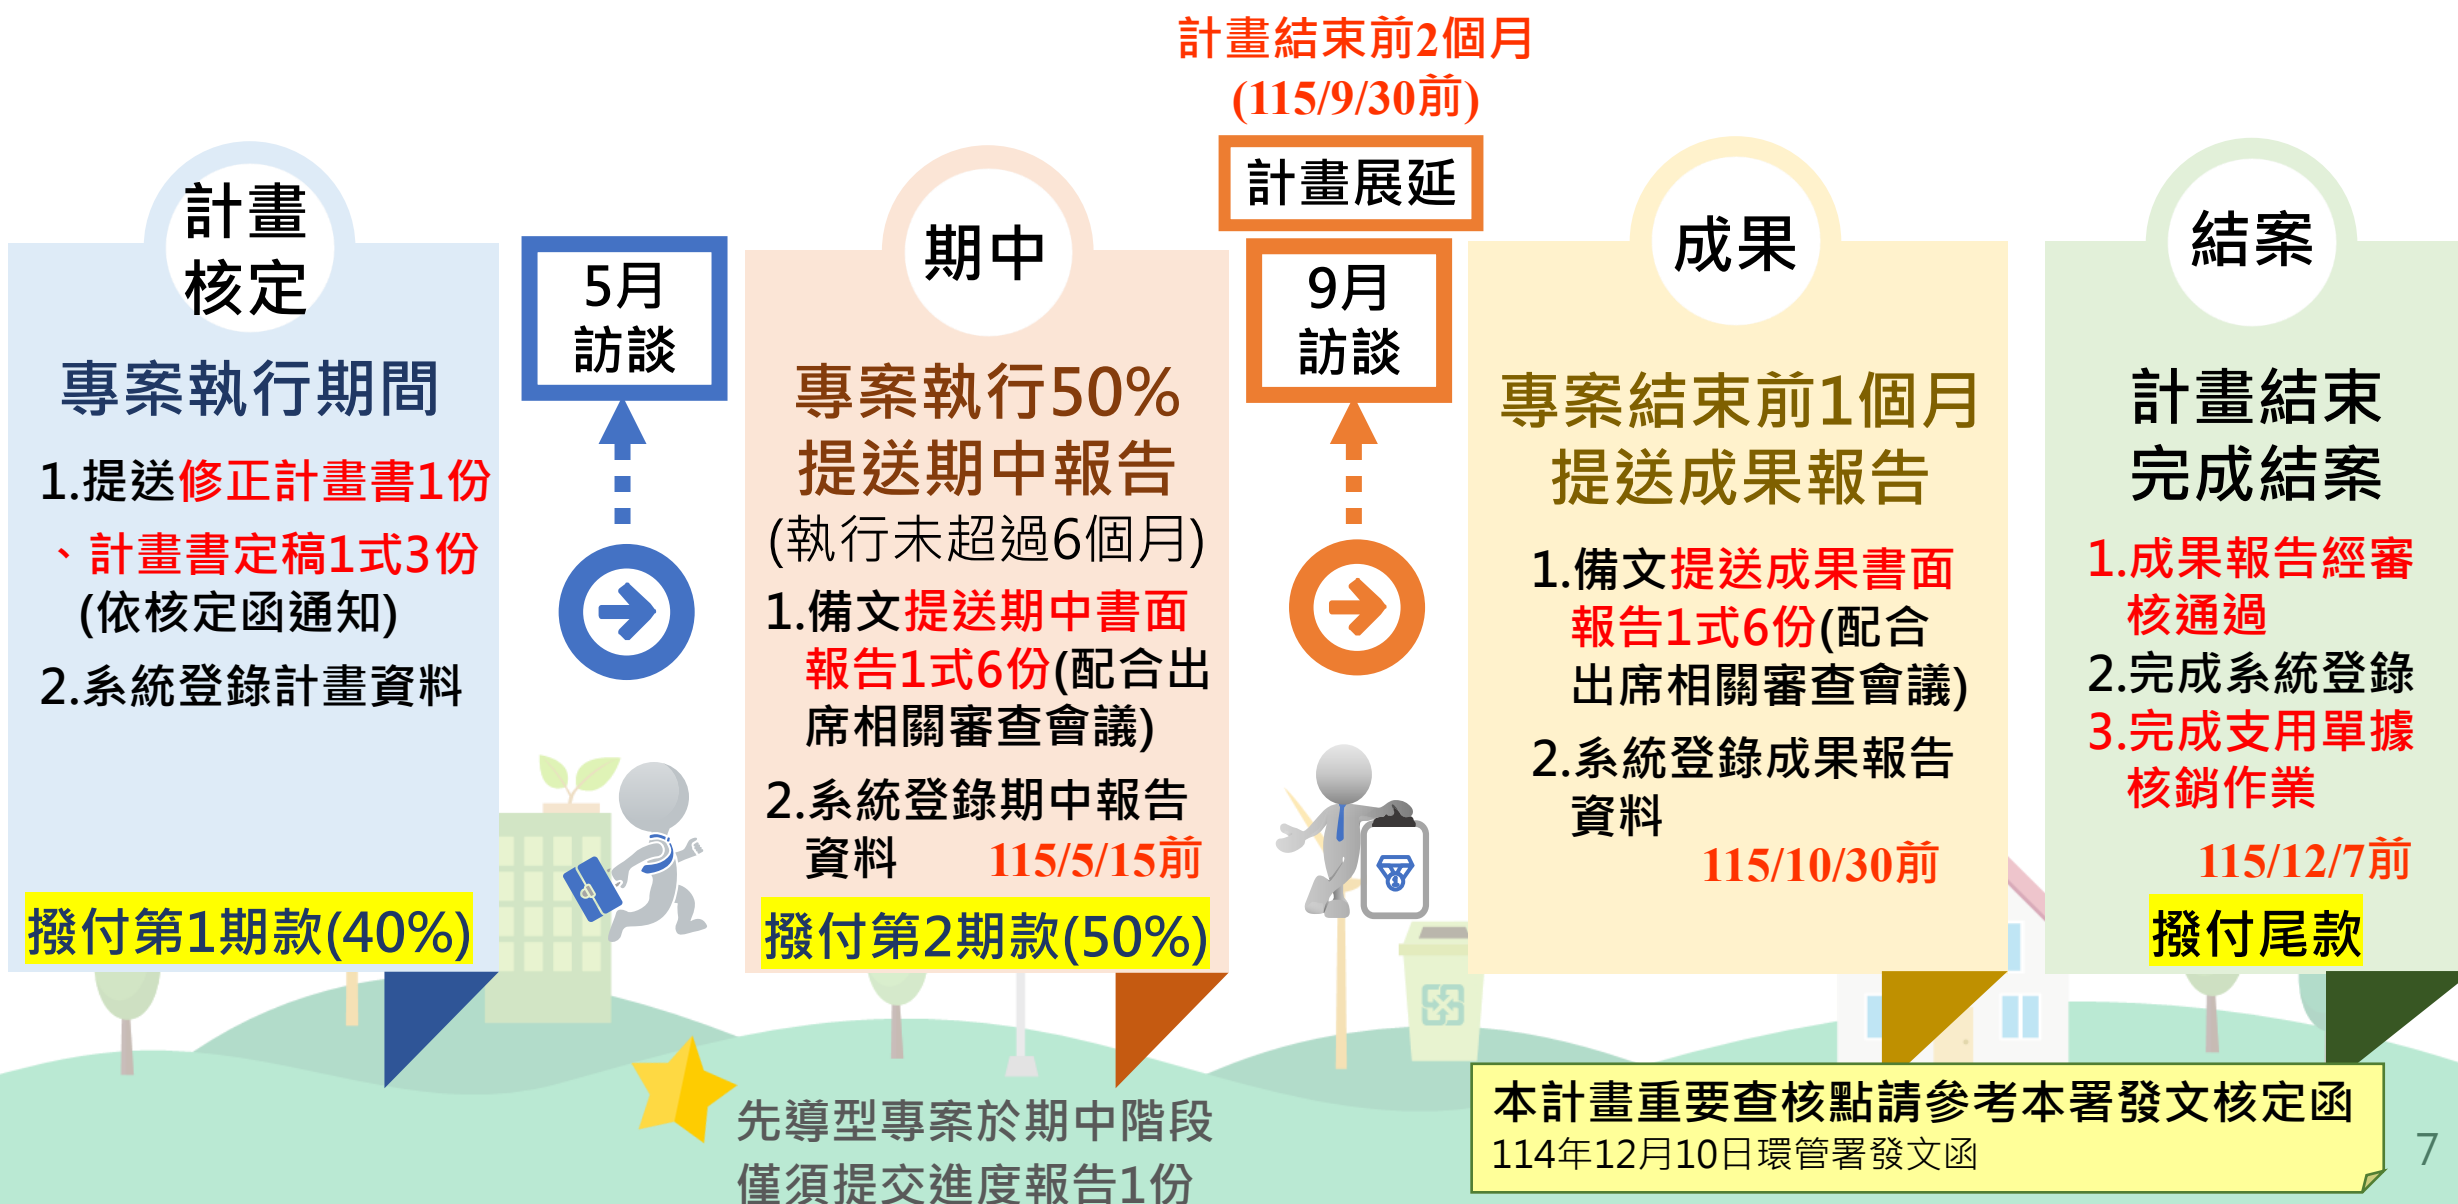 計畫結束前2個月
(115/9/30前)
計畫展延
計畫
核定
專案執行期間
1.提送修正計畫書1份
、計畫書定稿1式3份
(依核定函通知)
2.系統登錄計畫資料
撥付第1期款(40%)
5月
訪談
期中
專案執行50%
提送期中報告
(執行未超過6個月)
1.備文提送期中書面
報告1式6份(配合出
席相關審查會議)
2.系統登錄期中報告
資料 115/5/15前
撥付第2期款(50%)
9月
訪談
成果
專案結束前1個月
提送成果報告
1.備文提送成果書面
報告1式6份(配合
出席相關審查會議)
2.系統登錄成果報告
資料
115/10/30前
結案
計畫結束
完成結案
1.成果報告經審
核通過
2.完成系統登錄
3.完成支用單據
核銷作業
115/12/7前
撥付尾款
先導型專案於期中階段
僅須提交進度報告1份
本計畫重要查核點請參考本署發文核定函
114年12月10日環管署發文函
7